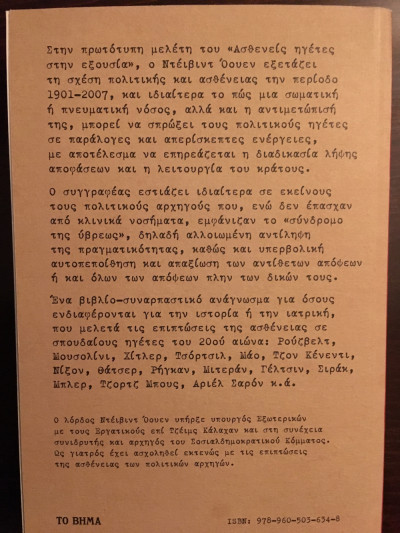 Στην πρωτότυπη μελέτη του «Ασθενείς ηγέτες
στην εξουσία», ο Ντέιβιντ Όουεν εξετάζει
τη σχέση πολιτικής και ασθένειας την περίοδο
1901-2007, και ιδιαίτερα το πώς μια σωματική
ή πνευματική νόσος, αλλά και η αντιμετώπισή
της, μπορεί να σπρώξει τους πολιτικούς ηγέτες
σε παράλογες και απερίσκεπτες ενέργειες,
με αποτέλεσμα να επηρεάζεται η διαδικασία λήψης
αποφάσεων και η λειτουργία του κράτους.
Ο συγγραφέας εστιάζει ιδιαίτερα σε εκείνους
τους πολιτικούς αρχηγούς που, ενώ δεν έπασχαν
από κλινικά νοσήματα, εμφάνιζαν το «σύνδρομο
της ύβρεως», δηλαδή αλλοιωμένη αντίληψη
της πραγματικότητας, καθώς και υπερβολική
αυτοπεποίθηση και απαξίωση των αντίθετων απόψεων
ή και όλων των απόψεων πλην των δικών τους.
Ένα βιβλίο-συναρπαστικό ανάγνωσμα για όσους
ενδιαφέρονται για την ιστορία ή την ιατρική,
που μελετά τις επιπτώσεις της ασθένειας σε
σπουδαίους ηγέτες του 20ού αιώνα: Ρούζβελτ,
Μουσολίνι, Χίτλερ, Τσόρτσιλ, Μάο, Τζον Κένεντι,
Νίξον, Θάτσερ, Ρήγκαν, Μιτεράν, Γέλτσιν, Σιράκ,
Μπλερ, Τζορτζ Μπους, Αριέλ Σαρόν κ.ά.
Ο λόρδος Ντέιβιντ Όουεν υπήρξε υπουργός Εξωτερικών
με τους Εργατικούς επί Τζέιμς Κάλαχαν και στη συνέχεια
συνιδρυτής και αρχηγός του Σοσιαλδημοκρατικού Κόμματος.
Ως γιατρός έχει ασχοληθεί εκτενώς με τις επιπτώσεις
της ασθένειας των πολιτικών αρχηγών.
ΤΟ ΒΗΜΑ
ISBN: 978-960-503-634-8